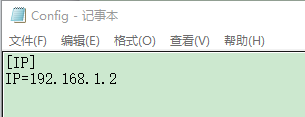 Config - 记事本
文件(F) 编辑(E) 格式(O) 查看(V) 帮助(H)
[IP]
IP=192.168.1.2